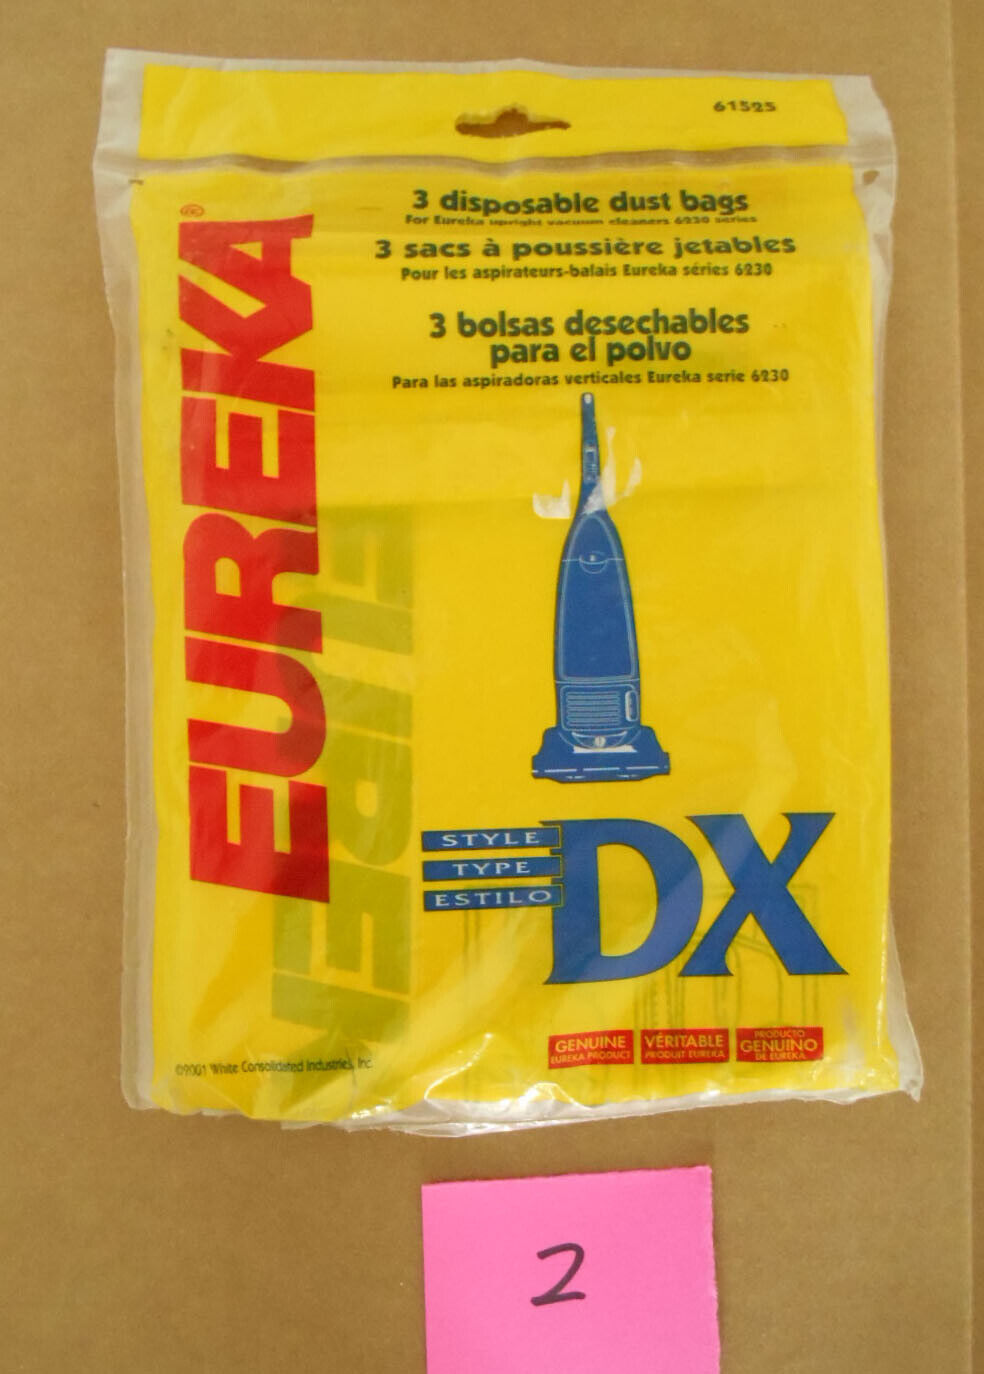 61525
3 disposable dust bags
For Eureka upright vacuum cleaners 6230 series
3 sacs à poussière jetables
Pour les aspirateurs-balais Eureka séries 6230
3 bolsas desechables
para el polvo
Para las aspiradoras verticales Eureka serie 6230
EUREKA®
STYLE
TYPE
ESTILO
DX
GENUINE
EUREKA PRODUCT
VÉRITABLE
PRODUIT EUREKA
PRODUCTO
GENUINO
DE EUREKA
©2001 White Consolidated Industries, Inc.
2